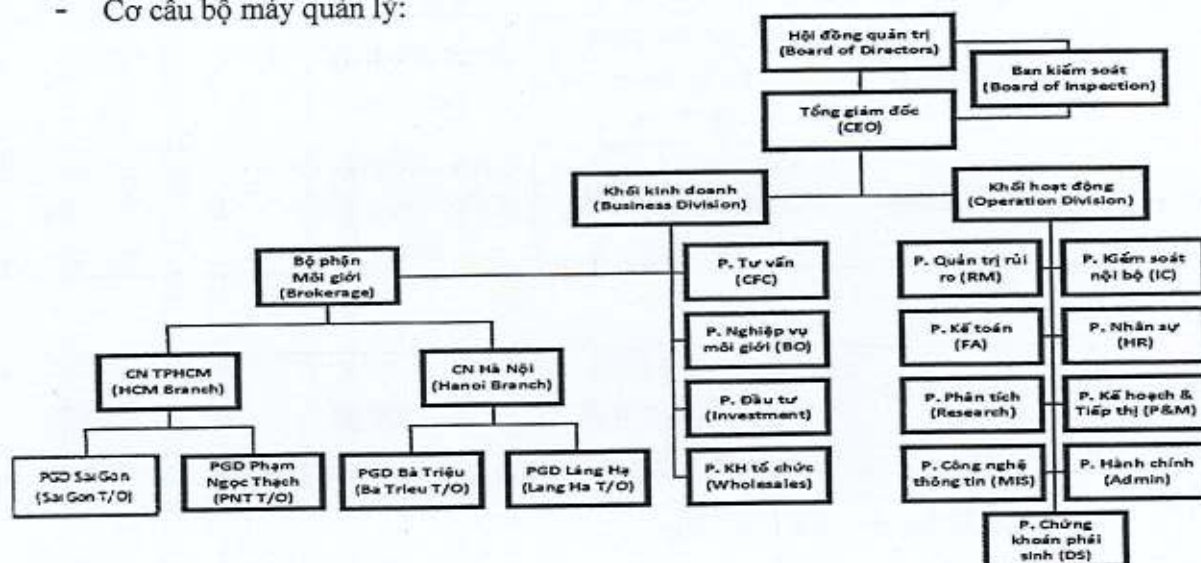 - Cơ cấu bộ máy quản lý:
Hội đồng quản trị
(Board of Directors)
Ban kiểm soát
(Board of Inspection)
Tổng giám đốc
(CEO)
Khối kinh doanh
(Business Division)
Khối hoạt động
(Operation Division)
Bộ phận
Môi giới
(Brokerage)
P. Tư vấn
(CFC)
P. Quản trị rủi
ro (RM)
P. Kiểm soát
nội bộ (IC)
P. Nghiệp vụ
môi giới (BO)
P. Kế toán
(FA)
P. Nhân sự
(HR)
CN TPHCM
(HCM Branch)
CN Hà Nội
(Hanoi Branch)
P. Đầu tư
(Investment)
P. Phân tích
(Research)
P. Kế hoạch &
Tiếp thị (P&M)
PGD Sai Gon
(Sai Gon T/O)
PGD Phạm
Ngọc Thạch
(PNT T/O)
PGD Bà Triệu
(Ba Trieu T/O)
PGD Láng Hạ
(Lang Ha T/O)
P. KH tổ chức
(Wholesales)
P. Công nghệ
thông tin (MIS)
P. Hành chính
(Admin)
P. Chứng
khoán phái
sinh (DS)